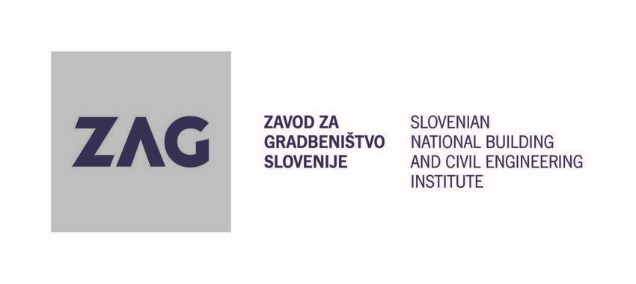 ZAG
ZAVOD ZA
GRADBENIŠTVO
SLOVENIJE
SLOVENIAN
NATIONAL BUILDING
AND CIVIL ENGINEERING
INSTITUTE